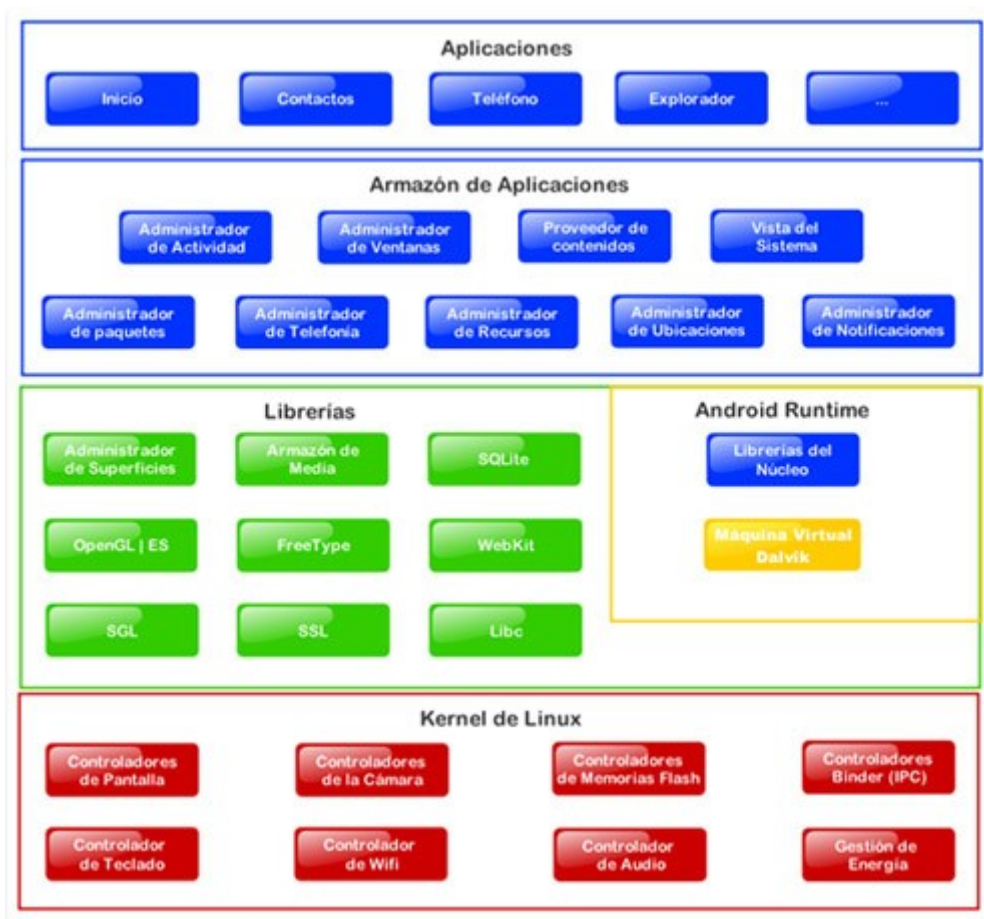 Aplicaciones
Inicio
Contactos
Teléfono
Explorador
...
Armazón de Aplicaciones
Administrador
de Actividad
Administrador
de Ventanas
Proveedor de
contenidos
Vista del
Sistema
Administrador
de paquetes
Administrador
de Telefonía
Administrador
de Recursos
Administrador
de Ubicaciones
Administrador
de Notificaciones
Librerías
Administrador
de Superficies
Armazón de
Media
SQLite
OpenGL | ES
FreeType
WebKit
SGL
SSL
Libc
Android Runtime
Librerías del
Núcleo
Máquina Virtual
Dalvik
Kernel de Linux
Controladores
de Pantalla
Controladores
de la Cámara
Controladores
de Memorias Flash
Controladores
Binder (IPC)
Controlador
de Teclado
Controlador
de Wifi
Controlador
de Audio
Gestión de
Energía